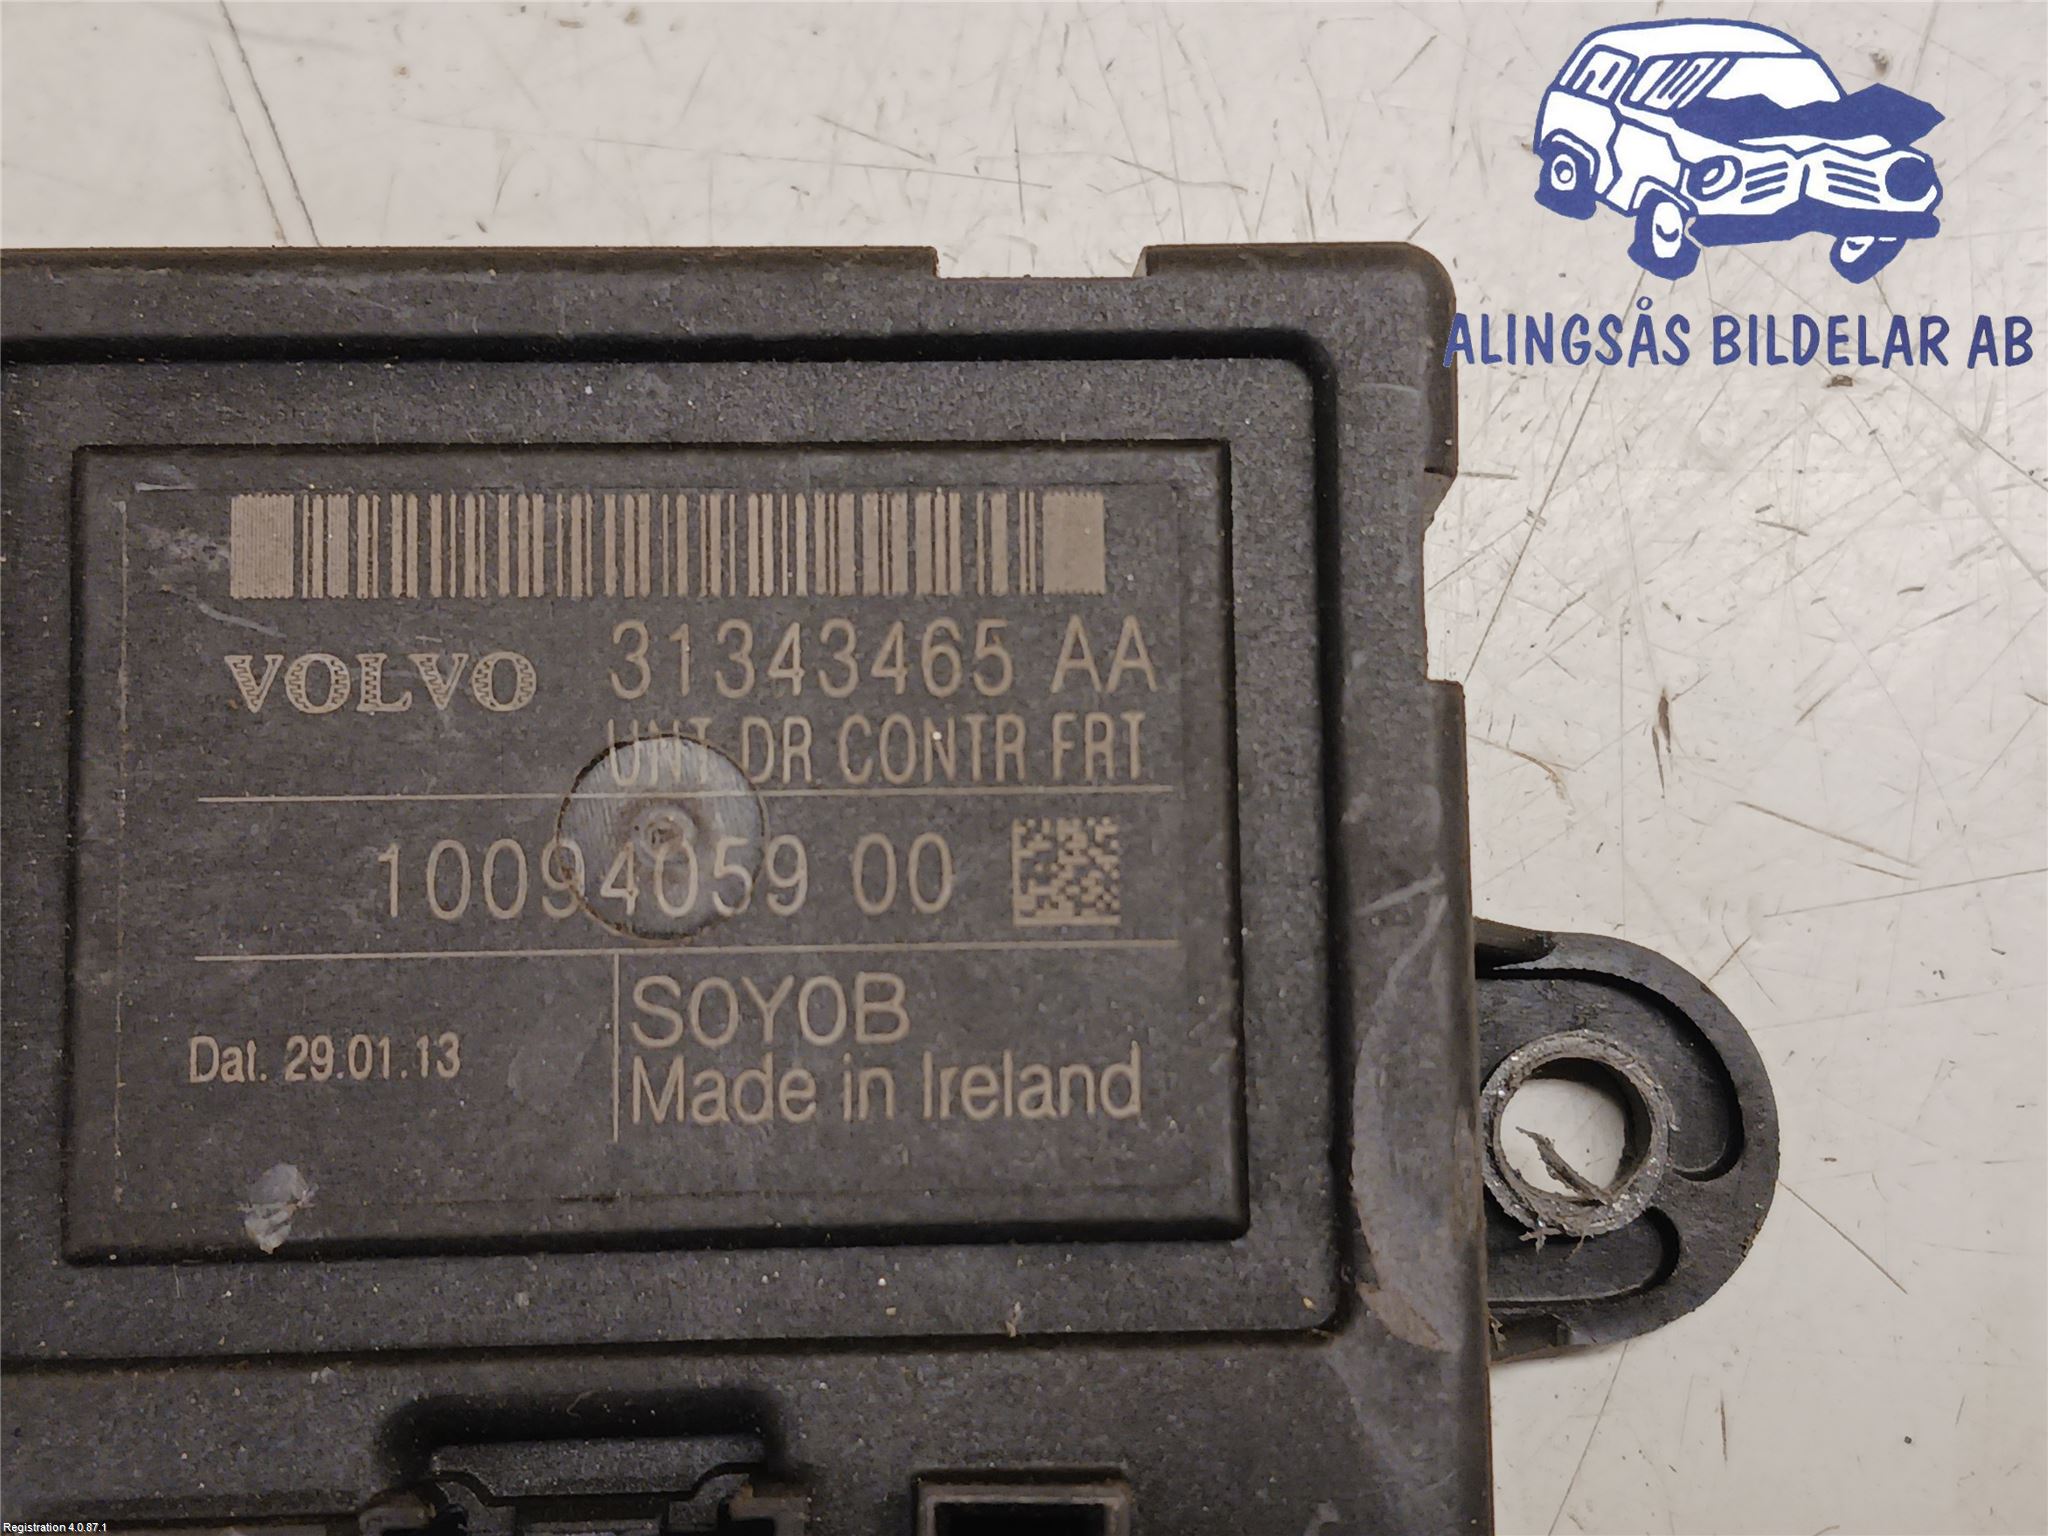 ALINGSÅS BILDELAR AB
VOLVO 31343465 AA
UNT DR CONTR FRT
10094059 00
Dat. 29.01.13
SOYOB
Made in Ireland
Registration 4.0.87.1